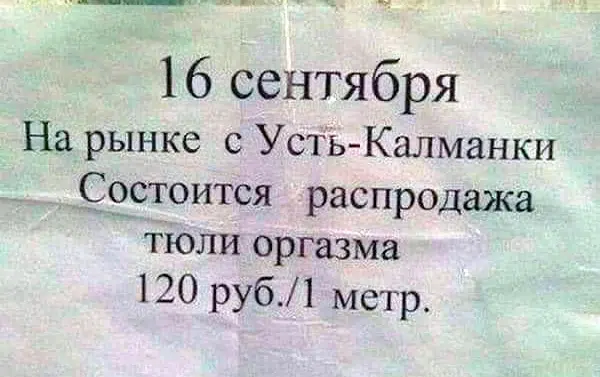 16 сентября
На рынке с Усть-Калманки
Состоится распродажа
тюли оргазма
120 руб./1 метр.